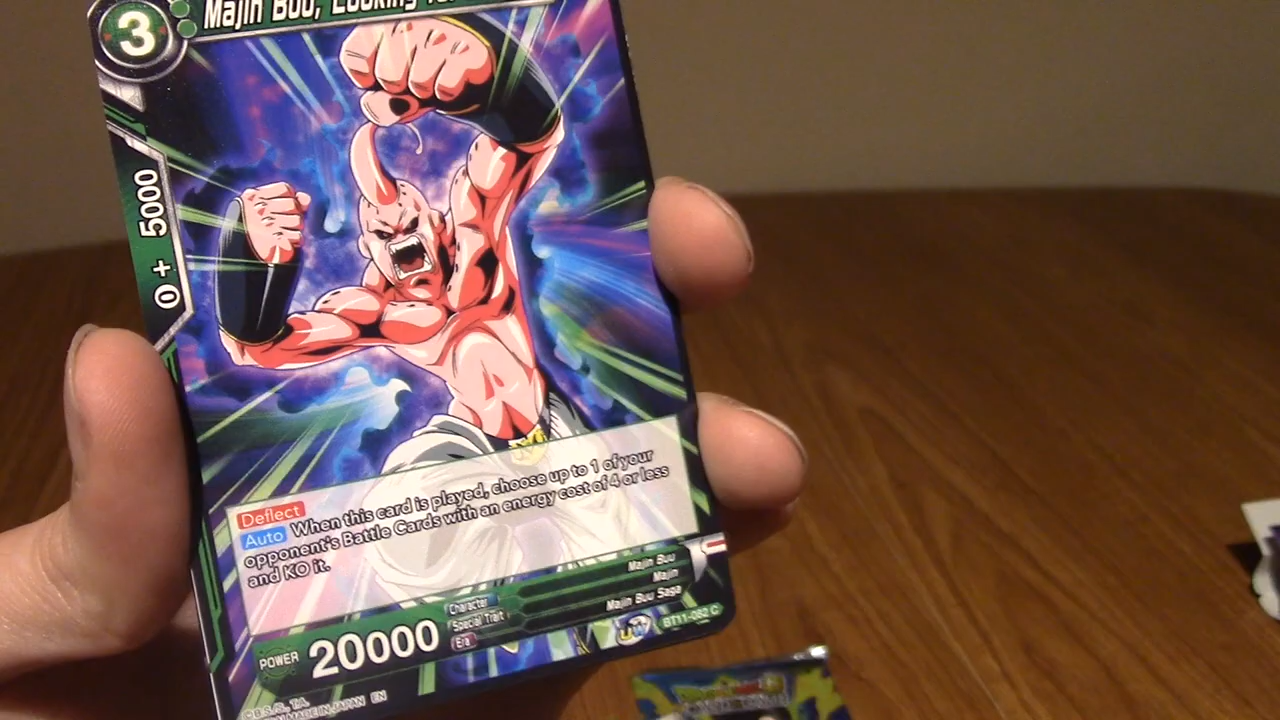 3
Majin Buu, Looking
0 + 5000
Deflect
Auto When this card is played, choose up to 1 of your
opponent's Battle Cards with an energy cost of 4 or less
and KO it.
Character Majin Buu
Special Trait Majin
Era Majin Buu Saga
POWER 20000
UW BT11-082 C
MADE IN JAPAN EN